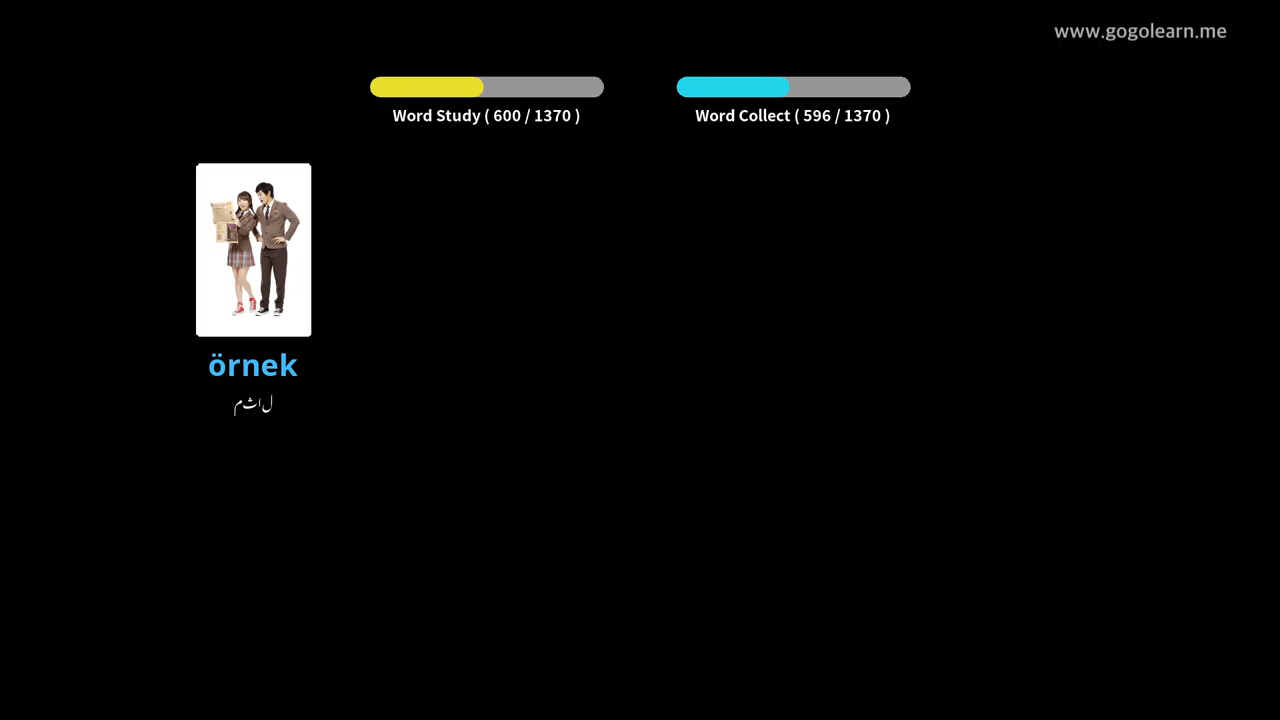 www.gogolearn.me
Word Study ( 600 / 1370 )
Word Collect ( 596 / 1370 )
örnek
مثال